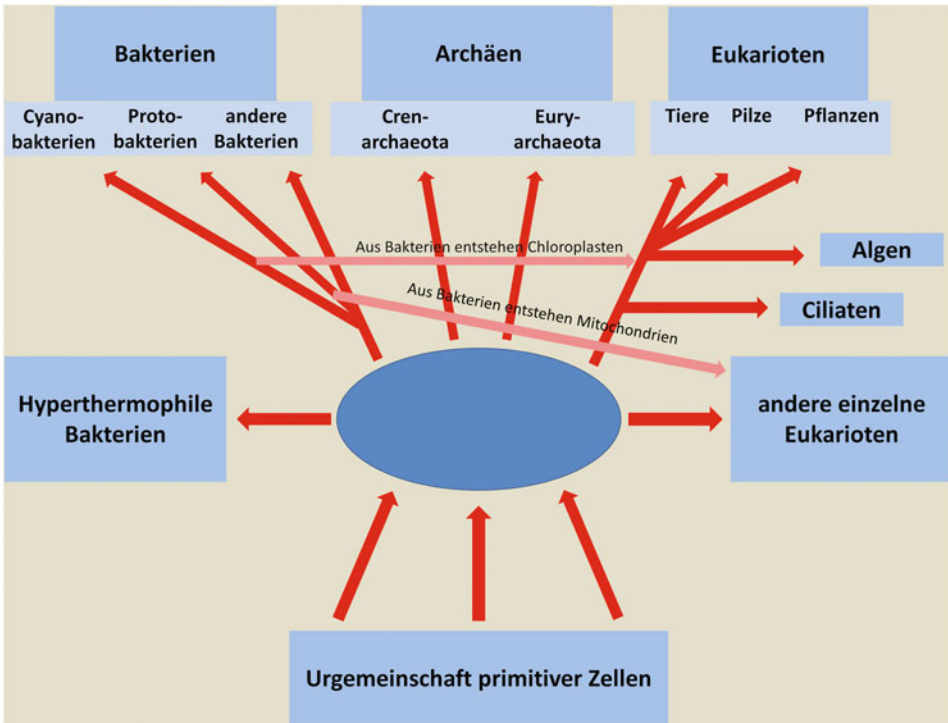 Bakterien
Archäen
Eukarioten
Cyano-
bakterien
Proto-
bakterien
andere
Bakterien
Cren-
archaeota
Eury-
archaeota
Tiere
Pilze
Pflanzen
Aus Bakterien entstehen Chloroplasten
Algen
Aus Bakterien entstehen Mitochondrien
Ciliaten
Hyperthermophile
Bakterien
andere einzelne
Eukarioten
Urgemeinschaft primitiver Zellen